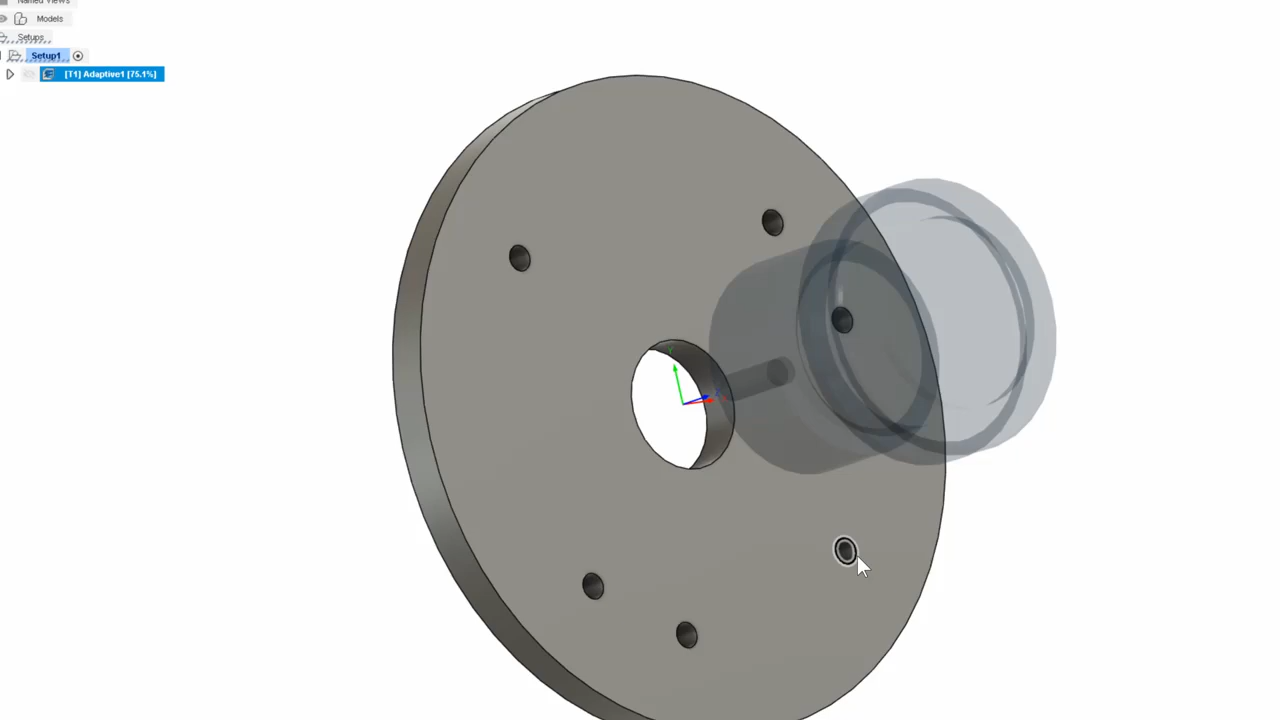 Named Views
Models
Setups
Setup1
[T1] Adaptive1 [75.1%]
Y